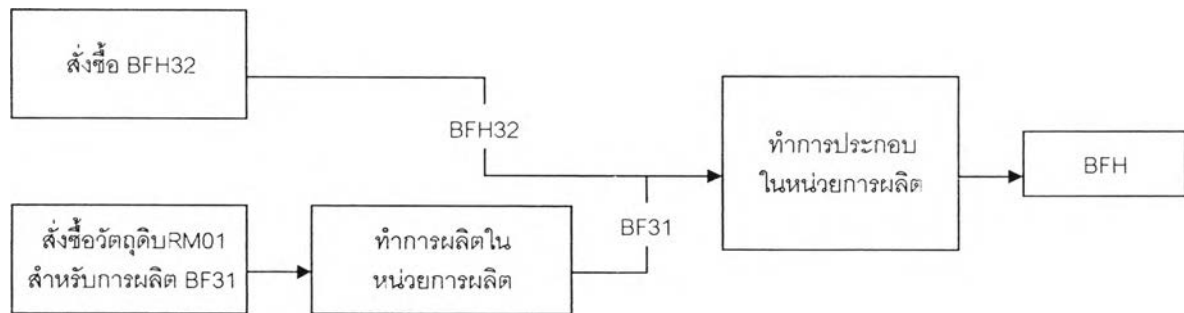 สั่งซื้อ BFH32
BFH32
ทำการประกอบ
ในหน่วยการผลิต
BFH
สั่งซื้อวัตถุดิบRM01
สำหรับการผลิต BF31
ทำการผลิตใน
หน่วยการผลิต
BF31